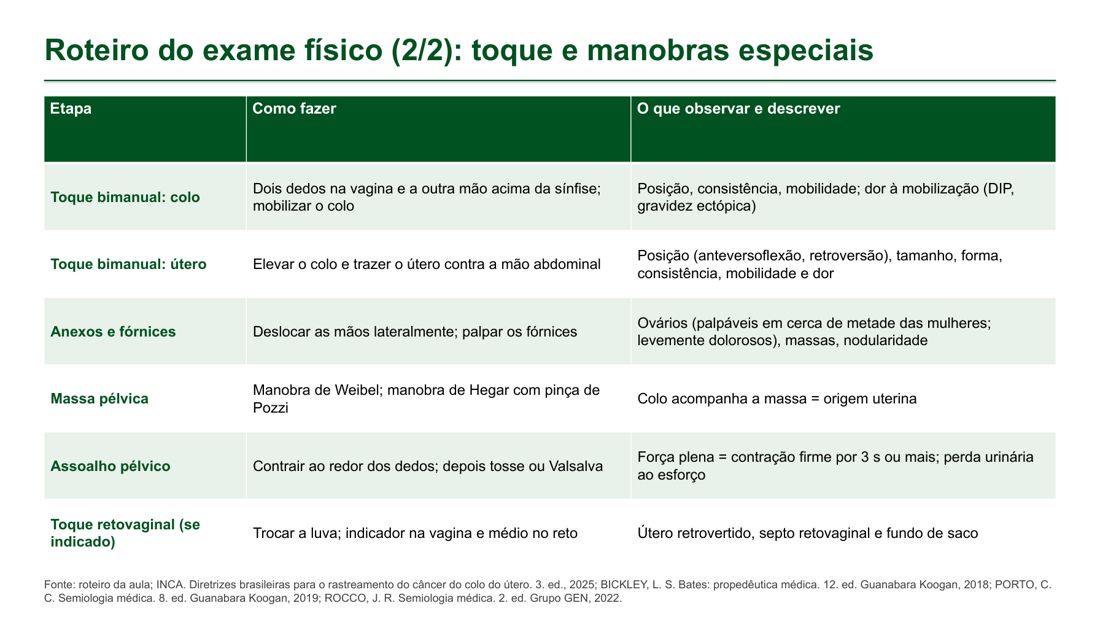 Roteiro do exame físico (2/2): toque e manobras especiais
Etapa
Como fazer
O que observar e descrever
Toque bimanual: colo
Dois dedos na vagina e a outra mão acima da sínfise;
mobilizar o colo
Posição, consistência, mobilidade; dor à mobilização (DIP,
gravidez ectópica)
Toque bimanual: útero
Elevar o colo e trazer o útero contra a mão abdominal
Posição (anteversoflexão, retroversão), tamanho, forma,
consistência, mobilidade e dor
Anexos e fórnices
Deslocar as mãos lateralmente; palpar os fórnices
Ovários (palpáveis em cerca de metade das mulheres;
levemente dolorosos), massas, nodularidade
Massa pélvica
Manobra de Weibel; manobra de Hegar com pinça de
Pozzi
Colo acompanha a massa = origem uterina
Assoalho pélvico
Contrair ao redor dos dedos; depois tosse ou Valsalva
Força plena = contração firme por 3 s ou mais; perda urinária
ao esforço
Toque retovaginal (se
indicado)
Trocar a luva; indicador na vagina e médio no reto
Útero retrovertido, septo retovaginal e fundo de saco
Fonte: roteiro da aula; INCA. Diretrizes brasileiras para o rastreamento do câncer do colo do útero. 3. ed., 2025; BICKLEY, L. S. Bates: propedêutica médica. 12. ed. Guanabara Koogan, 2018; PORTO, C.
C. Semiologia médica. 8. ed. Guanabara Koogan, 2019; ROCCO, J. R. Semiologia médica. 2. ed. Grupo GEN, 2022.